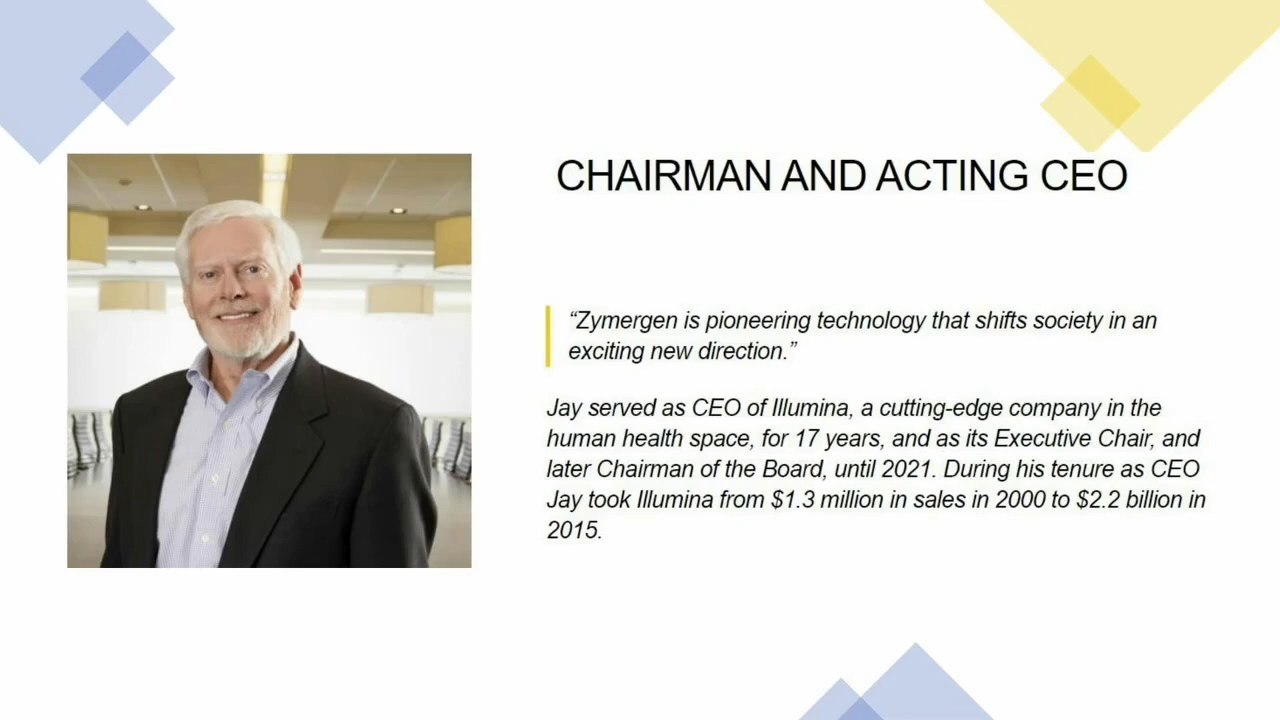 CHAIRMAN AND ACTING CEO
“Zymergen is pioneering technology that shifts society in an
exciting new direction.”
Jay served as CEO of Illumina, a cutting-edge company in the
human health space, for 17 years, and as its Executive Chair, and
later Chairman of the Board, until 2021. During his tenure as CEO
Jay took Illumina from $1.3 million in sales in 2000 to $2.2 billion in
2015.